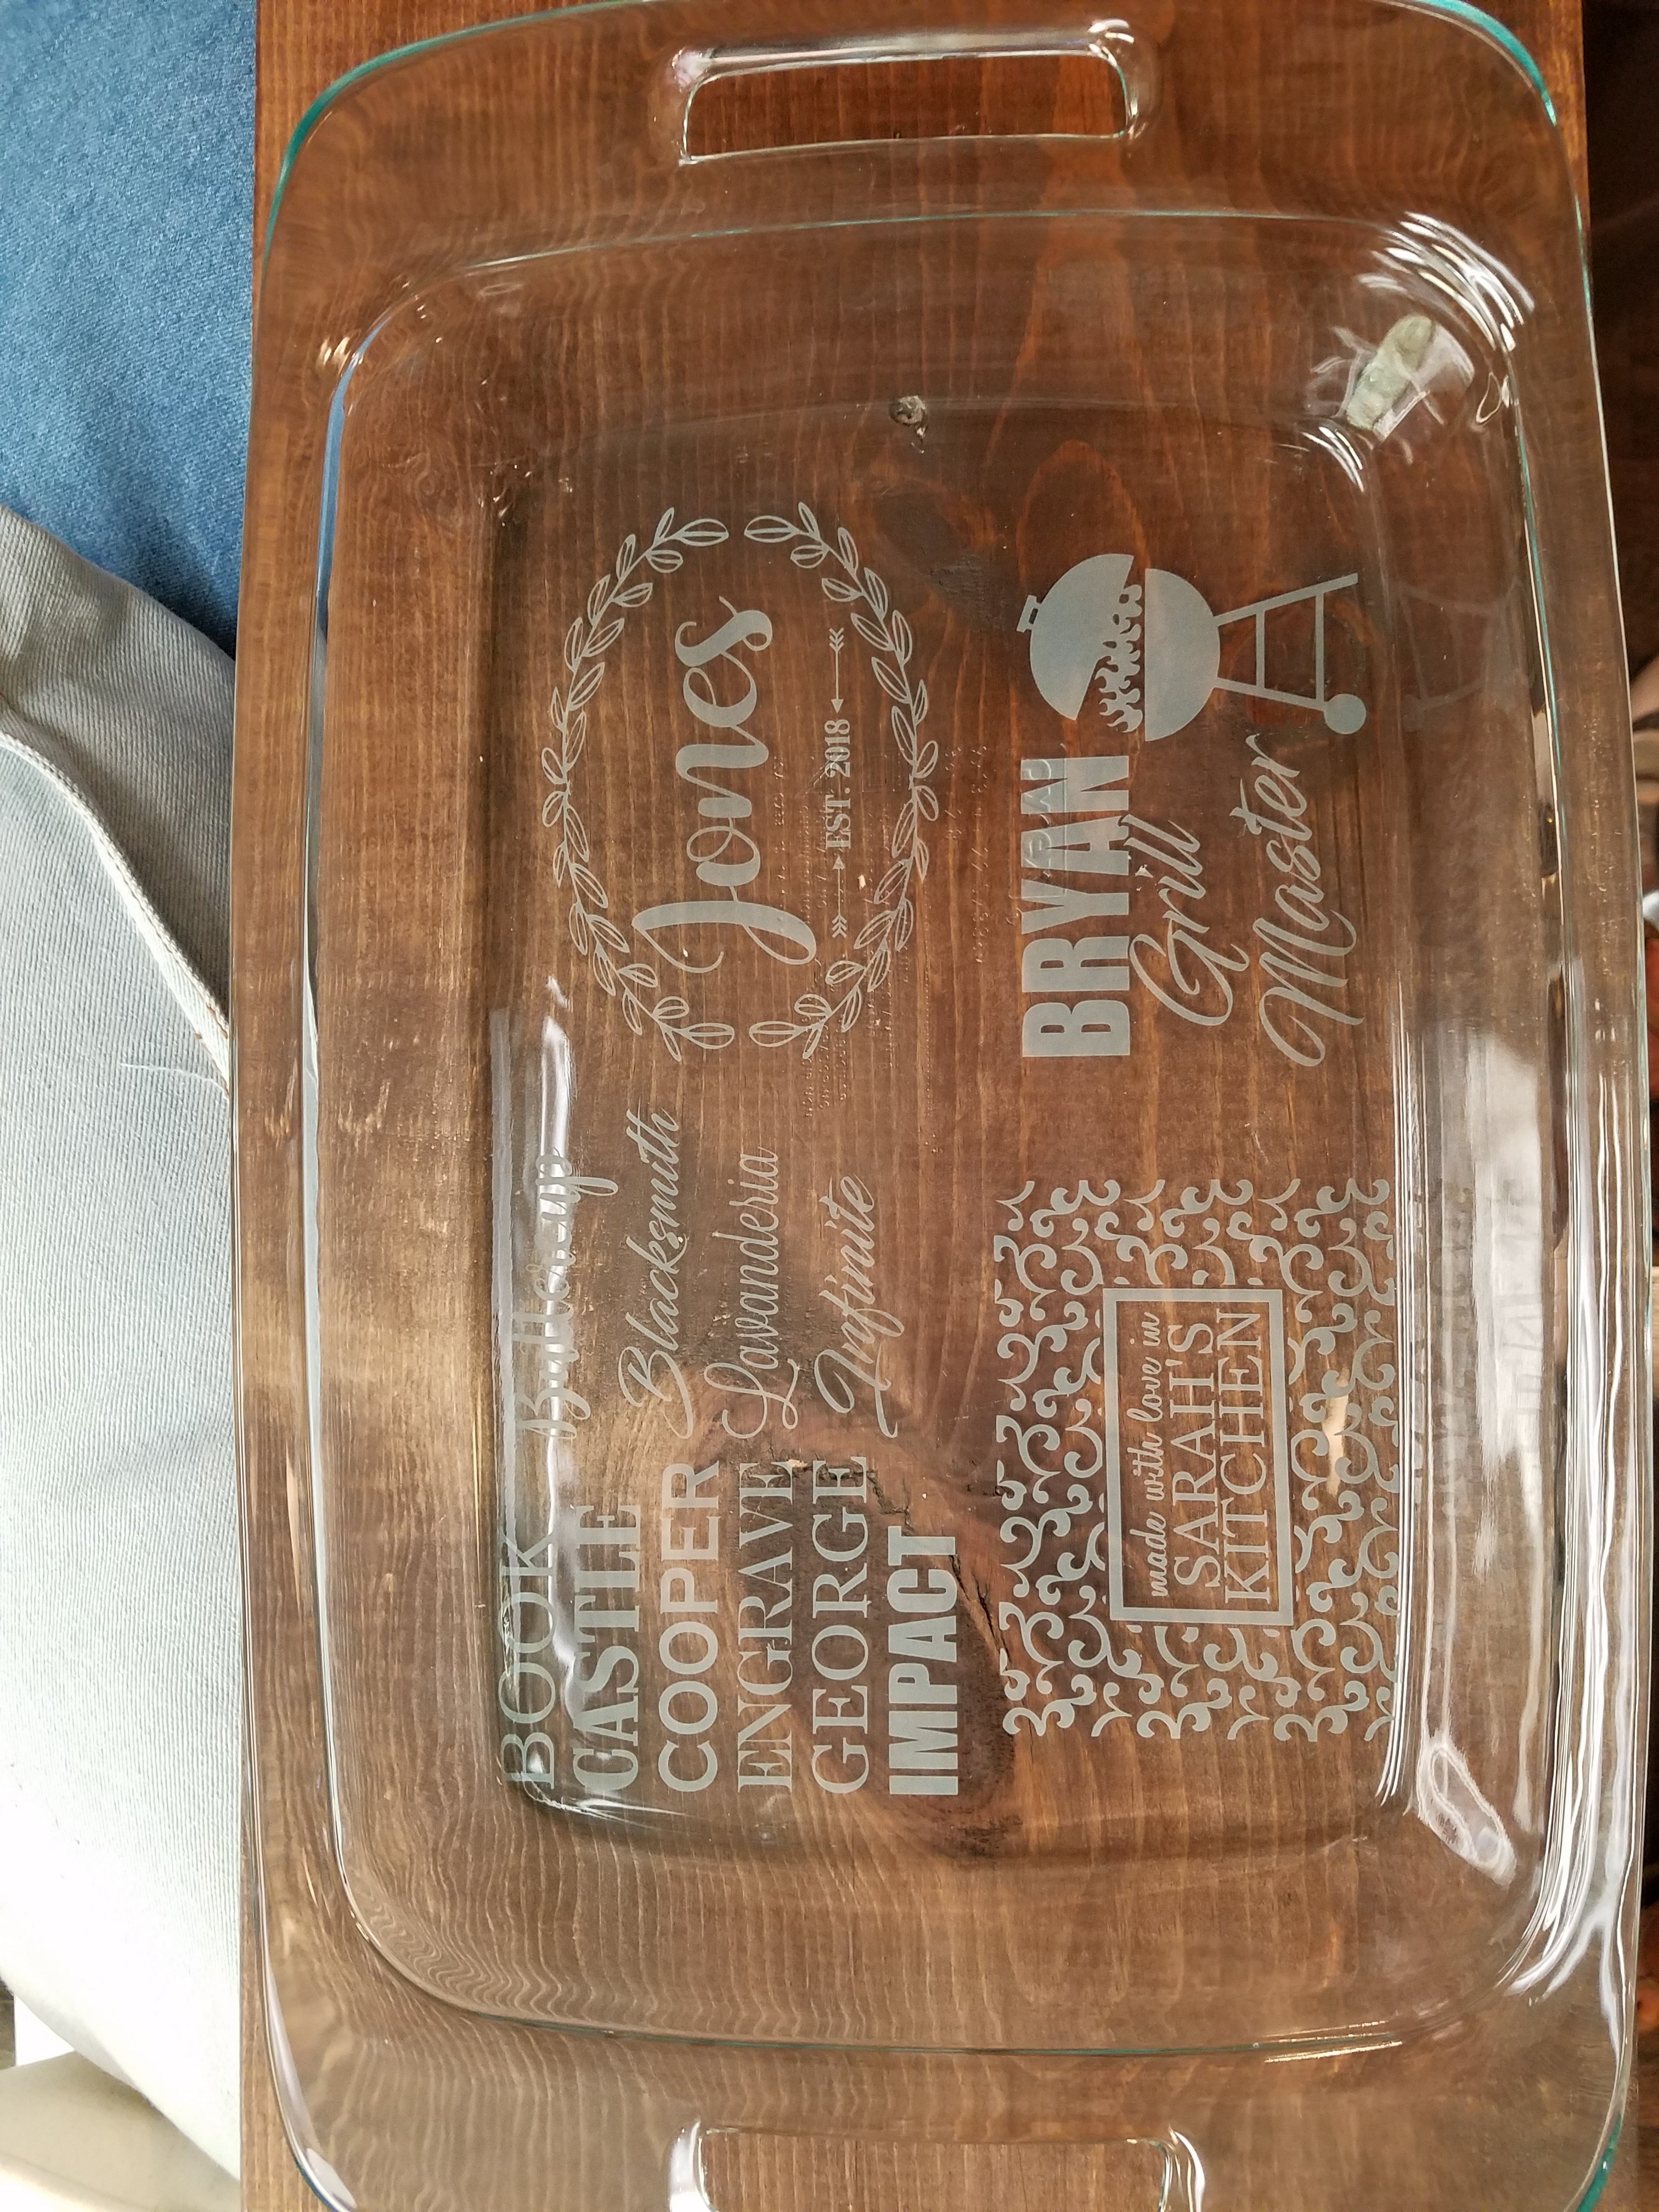 BOOK
CASTLE
COOPER
ENGRAVE
GEORGE
IMPACT
Buttercup
Blacksmith
Lavanderia
Infinite
Jones
EST. 2018
made with love in
SARAH'S
KITCHEN
BRYAN
Grill
Master